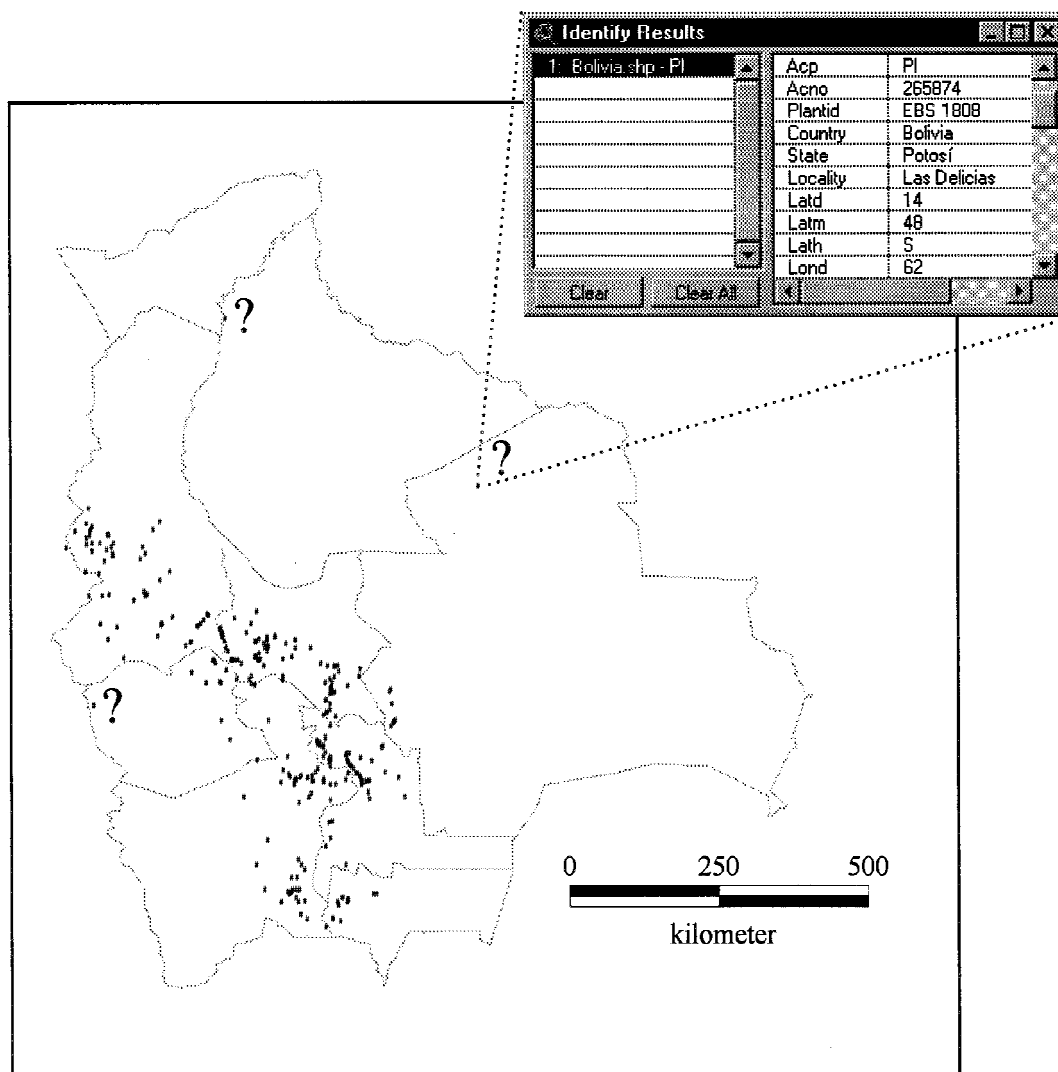 Identify Results
1: Bolivia.shp - PI
Acp PI
Acno 265874
Plantid EBS 1808
Country Bolivia
State Potosí
Locality Las Delicias
Latd 14
Latm 48
Lath S
Lond 62
Clear Clear All
?
?
?
0 250 500
kilometer